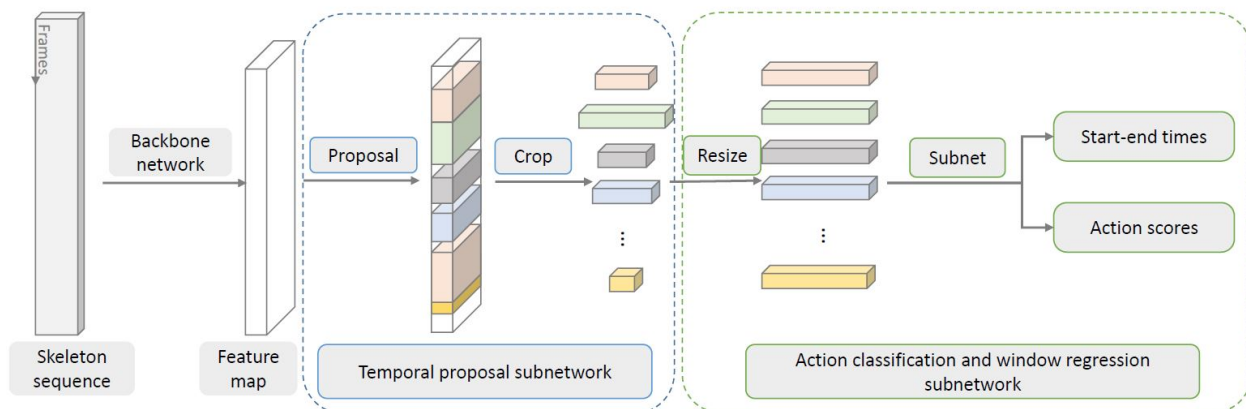 Frames
Backbone
network
Proposal
Crop
Resize
Subnet
Start-end times
Action scores
...
...
Skeleton
sequence
Feature
map
Temporal proposal subnetwork
Action classification and window regression
subnetwork